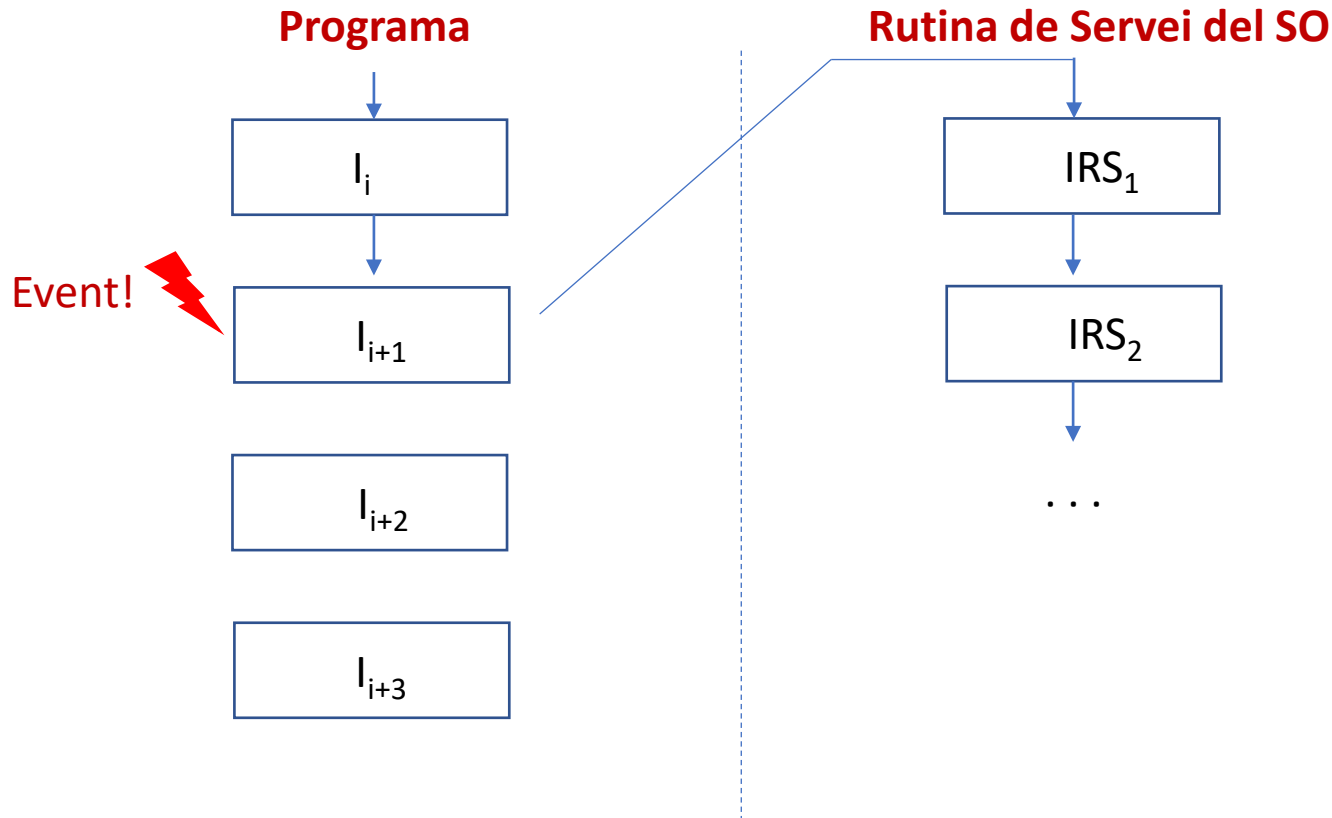 Programa
Rutina de Servei del SO
Iᵢ
IRS₁
Event!
Iᵢ₊₁
IRS₂
Iᵢ₊₂
. . .
Iᵢ₊₃